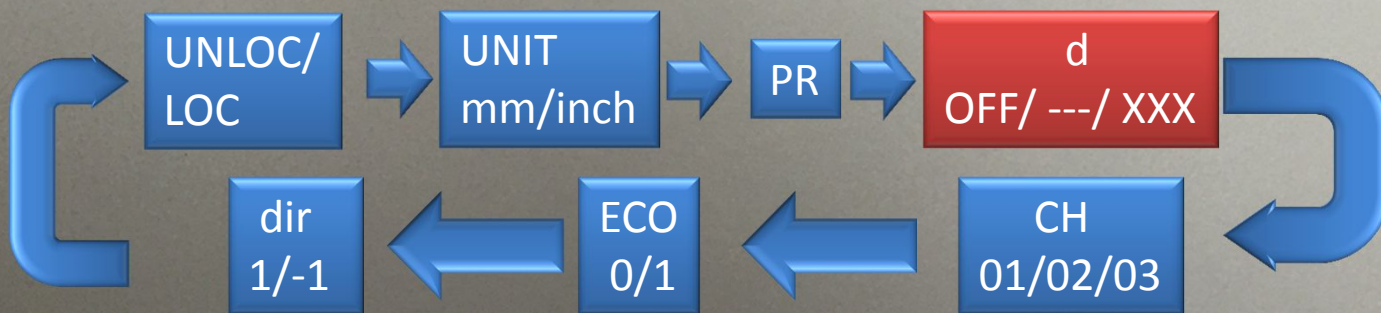 UNLOC/
LOC
UNIT
mm/inch
PR
d
OFF/ ---/ XXX
dir
1/-1
ECO
0/1
CH
01/02/03